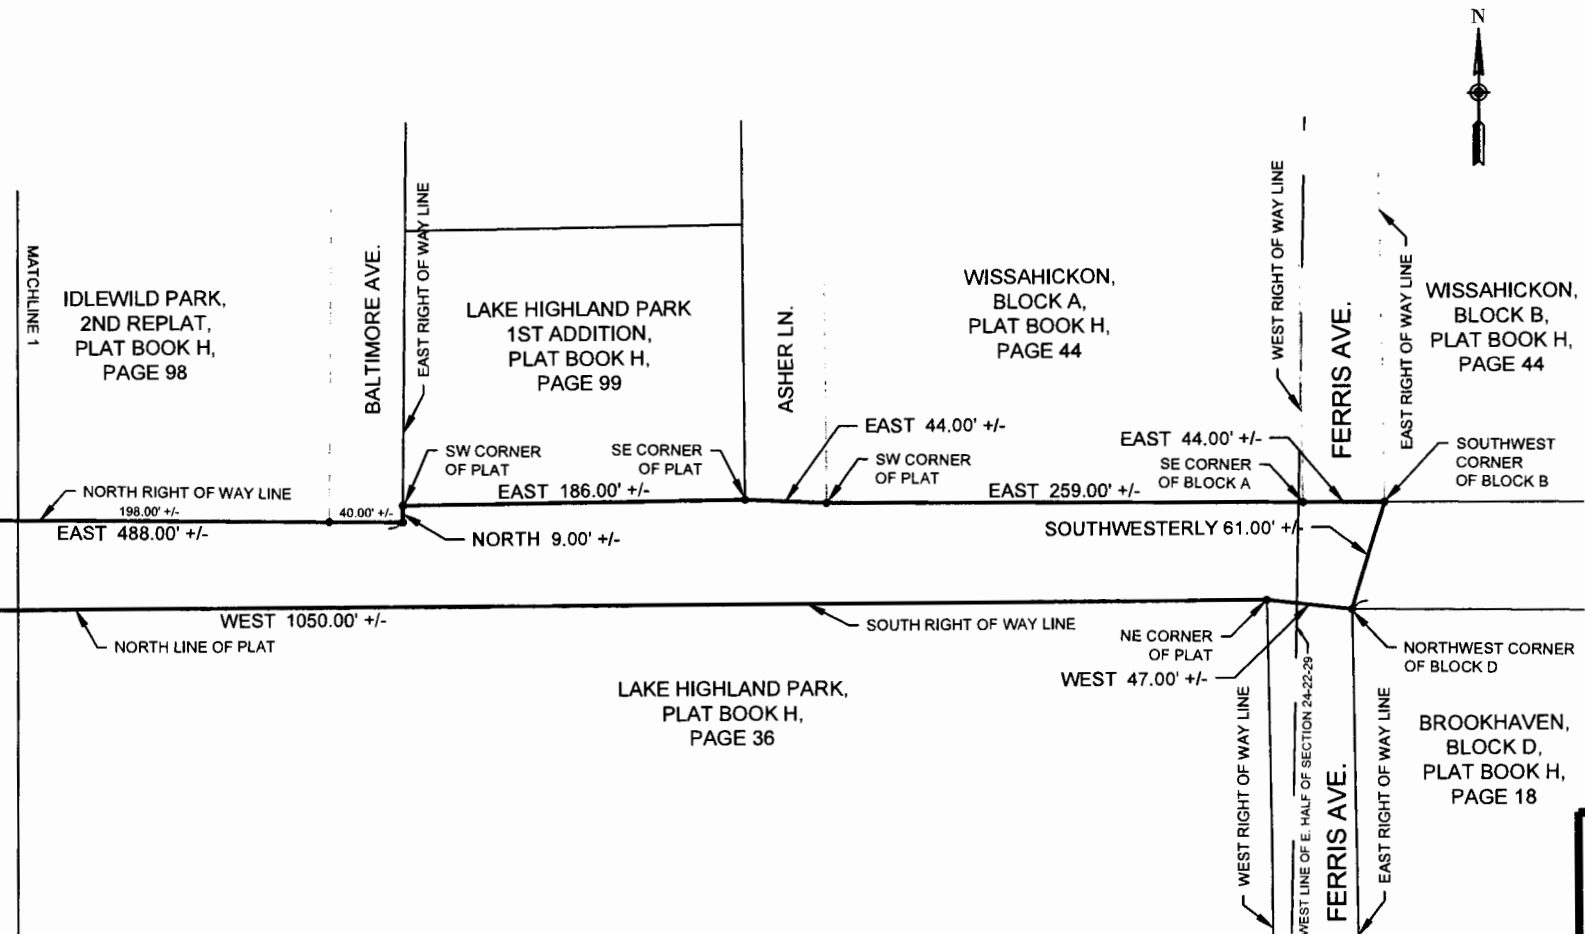 N
MATCHLINE 1
IDLEWILD PARK,
2ND REPLAT,
PLAT BOOK H,
PAGE 98
BALTIMORE AVE.
EAST RIGHT OF WAY LINE
LAKE HIGHLAND PARK
1ST ADDITION,
PLAT BOOK H,
PAGE 99
ASHER LN.
WISSAHICKON,
BLOCK A,
PLAT BOOK H,
PAGE 44
WEST RIGHT OF WAY LINE
FERRIS AVE.
EAST RIGHT OF WAY LINE
WISSAHICKON,
BLOCK B,
PLAT BOOK H,
PAGE 44
NORTH RIGHT OF WAY LINE
198.00' +/-
40.00' +/-
EAST 488.00' +/-
SW CORNER
OF PLAT
SE CORNER
OF PLAT
EAST 186.00' +/-
NORTH 9.00' +/-
EAST 44.00' +/-
SW CORNER
OF PLAT
EAST 259.00' +/-
EAST 44.00' +/-
SE CORNER
OF BLOCK A
SOUTHWEST
CORNER
OF BLOCK B
SOUTHWESTERLY 61.00' +/-
WEST 1050.00' +/-
NORTH LINE OF PLAT
SOUTH RIGHT OF WAY LINE
NE CORNER
OF PLAT
WEST 47.00' +/-
NORTHWEST CORNER
OF BLOCK D
LAKE HIGHLAND PARK,
PLAT BOOK H,
PAGE 36
WEST RIGHT OF WAY LINE
WEST LINE OF E. HALF OF SECTION 24-22-29
FERRIS AVE.
EAST RIGHT OF WAY LINE
BROOKHAVEN,
BLOCK D,
PLAT BOOK H,
PAGE 18